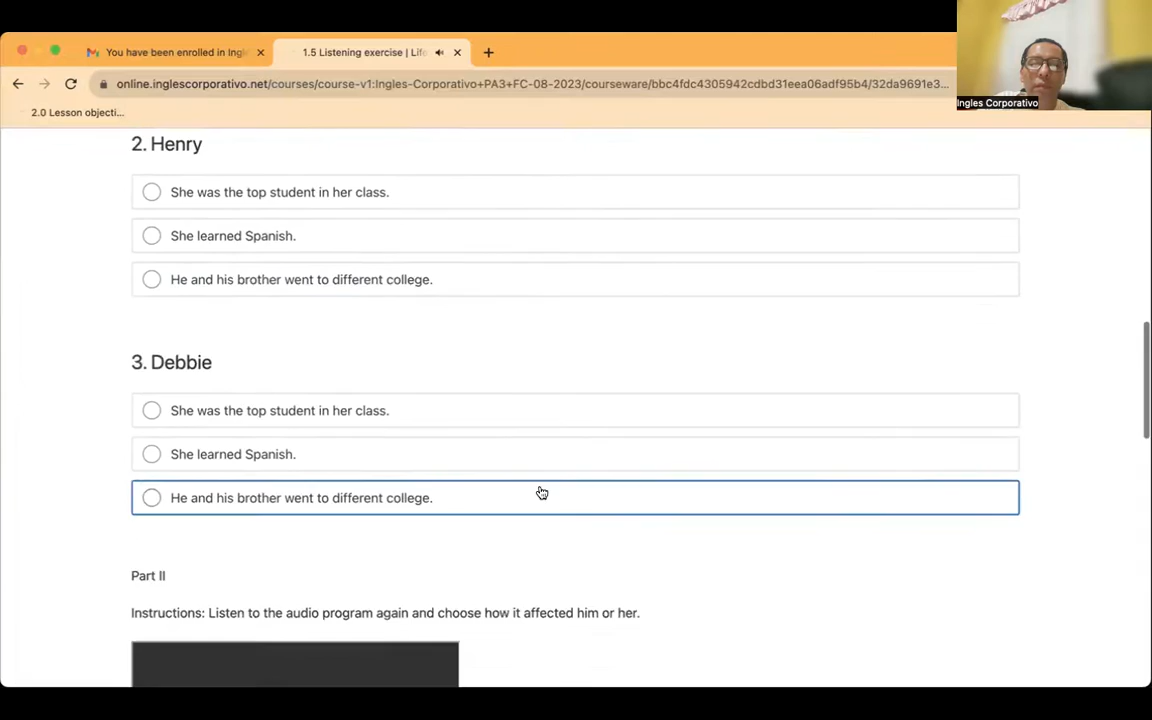 You have been enrolled in Ingl
1.5 Listening exercise | Life
online.inglescorporativo.net/courses/course-v1:Ingles-Corporativo+PA3+FC-08-2023/courseware/bbc4fdc4305942cdbd31eea06adf95b4/32da9691e3...
Ingles Corporativo
2.0 Lesson objecti...
2. Henry
She was the top student in her class.
She learned Spanish.
He and his brother went to different college.
3. Debbie
She was the top student in her class.
She learned Spanish.
He and his brother went to different college.
Part II
Instructions: Listen to the audio program again and choose how it affected him or her.